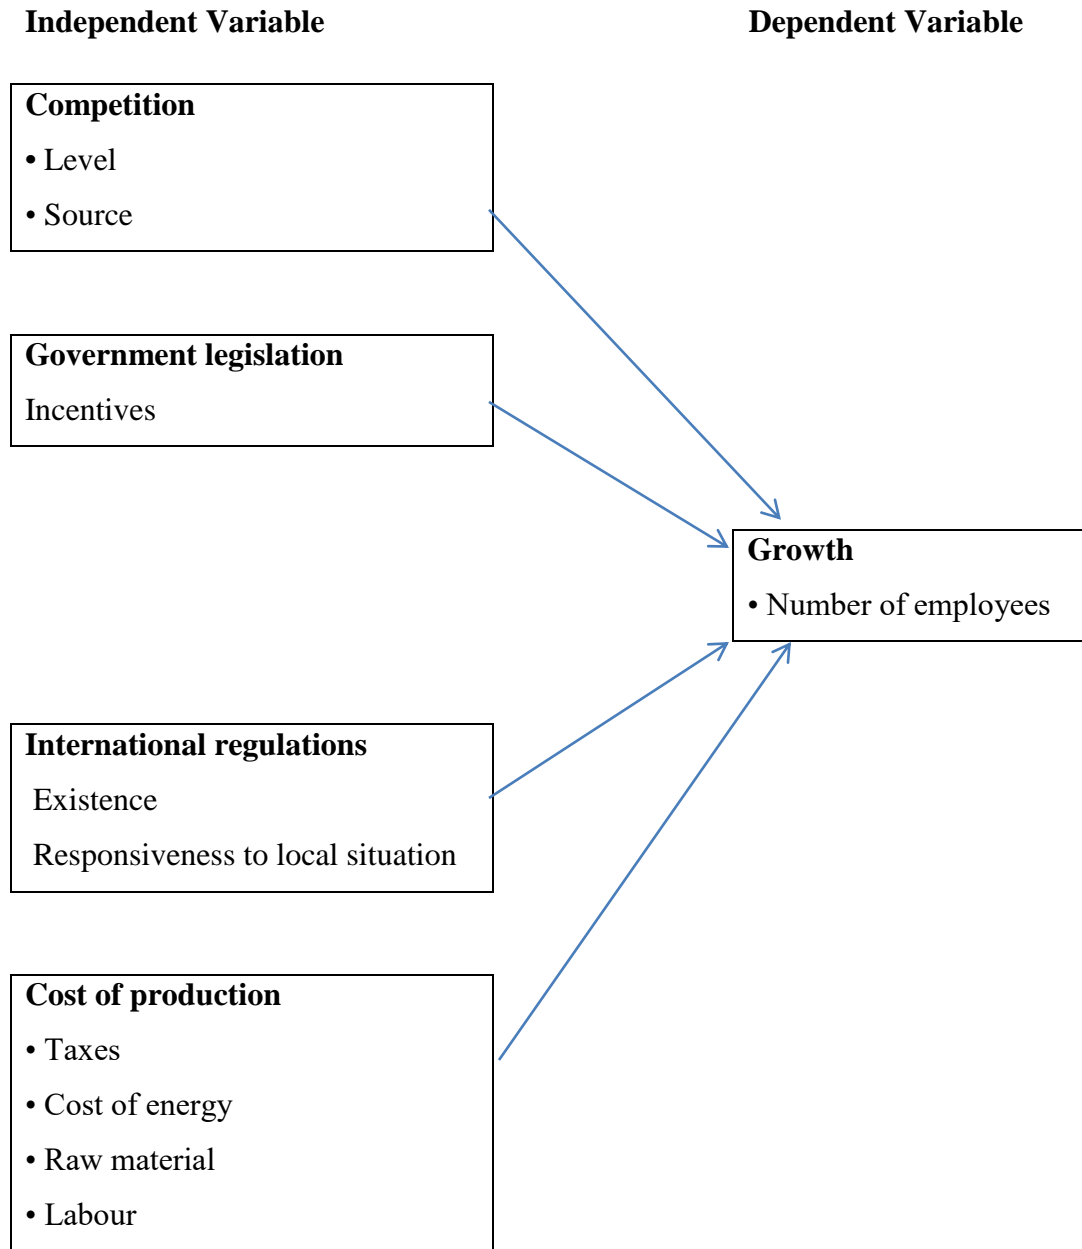 Independent Variable
Dependent Variable
Competition
• Level
• Source
Government legislation
Incentives
Growth
• Number of employees
International regulations
Existence
Responsiveness to local situation
Cost of production
• Taxes
• Cost of energy
• Raw material
• Labour